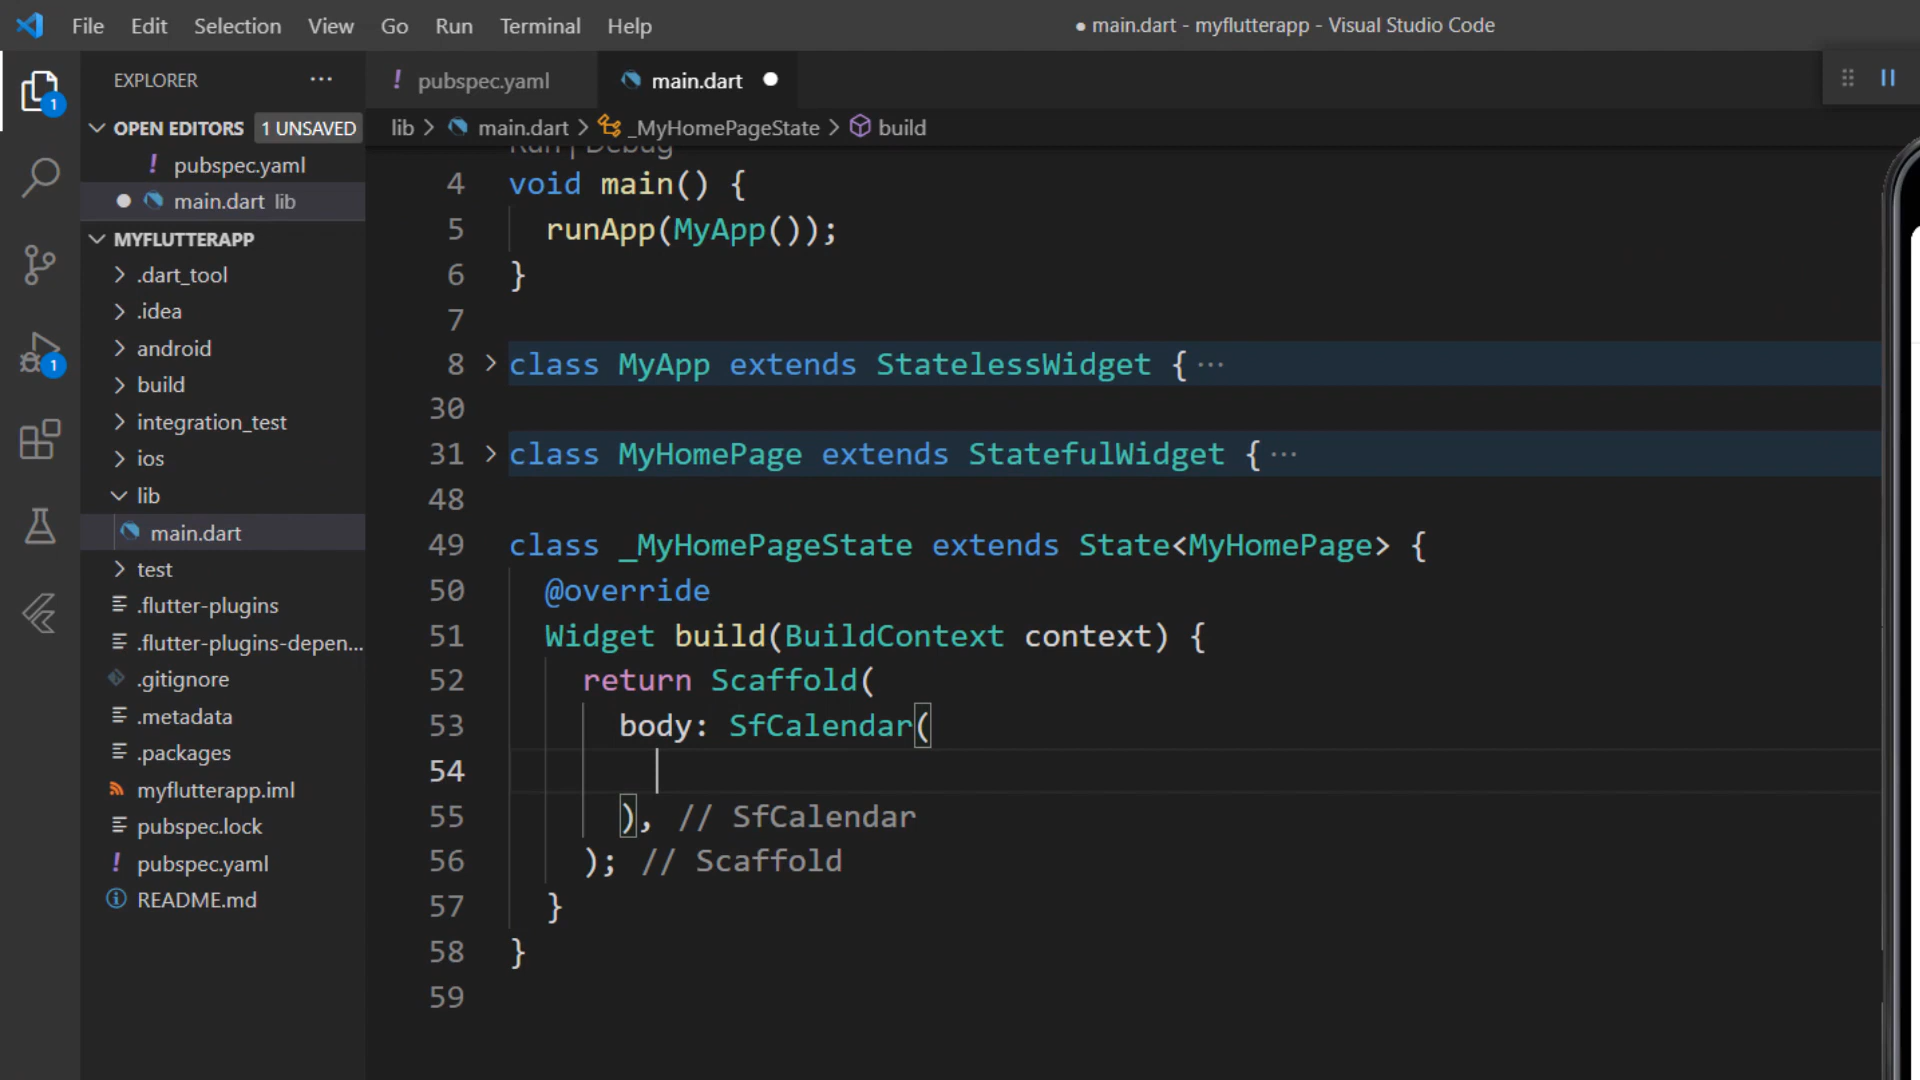 File Edit Selection View Go Run Terminal Help
● main.dart - myflutterapp - Visual Studio Code
EXPLORER ···
OPEN EDITORS 1 UNSAVED
! pubspec.yaml
● main.dart lib
MYFLUTTERAPP
.dart_tool
.idea
android
build
integration_test
ios
lib
main.dart
test
.flutter-plugins
.flutter-plugins-depen...
.gitignore
.metadata
.packages
myflutterapp.iml
pubspec.lock
! pubspec.yaml
README.md
1
1
! pubspec.yaml
main.dart ●
lib > main.dart > _MyHomePageState > build
Run | Debug
4 void main() {
5 runApp(MyApp());
6 }
7
8 class MyApp extends StatelessWidget { ···
30
31 class MyHomePage extends StatefulWidget { ···
48
49 class _MyHomePageState extends State<MyHomePage> {
50 @override
51 Widget build(BuildContext context) {
52 return Scaffold(
53 body: SfCalendar(
54
55 ), // SfCalendar
56 ); // Scaffold
57 }
58 }
59